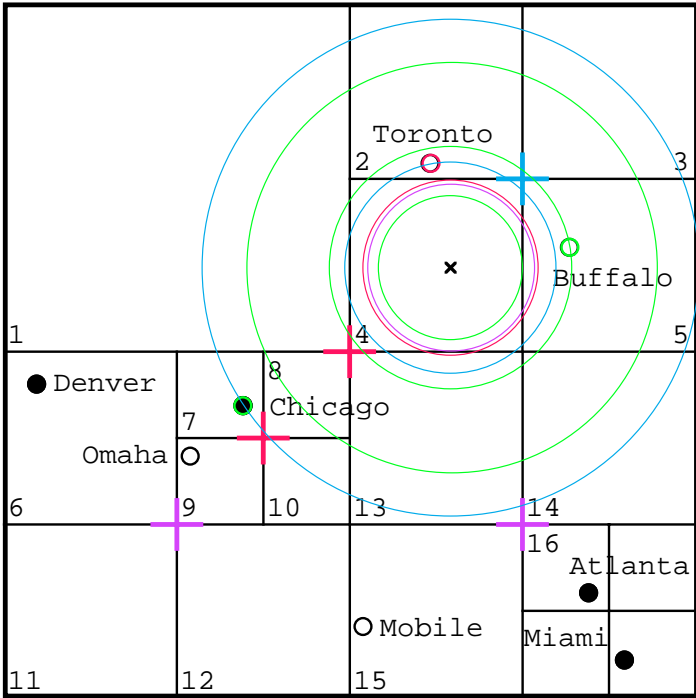 Toronto
2
3
Buffalo
1
4
5
8
Denver
Chicago
7
Omaha
6
9
10
13
14
16
Atlanta
Mobile
Miami
11
12
15